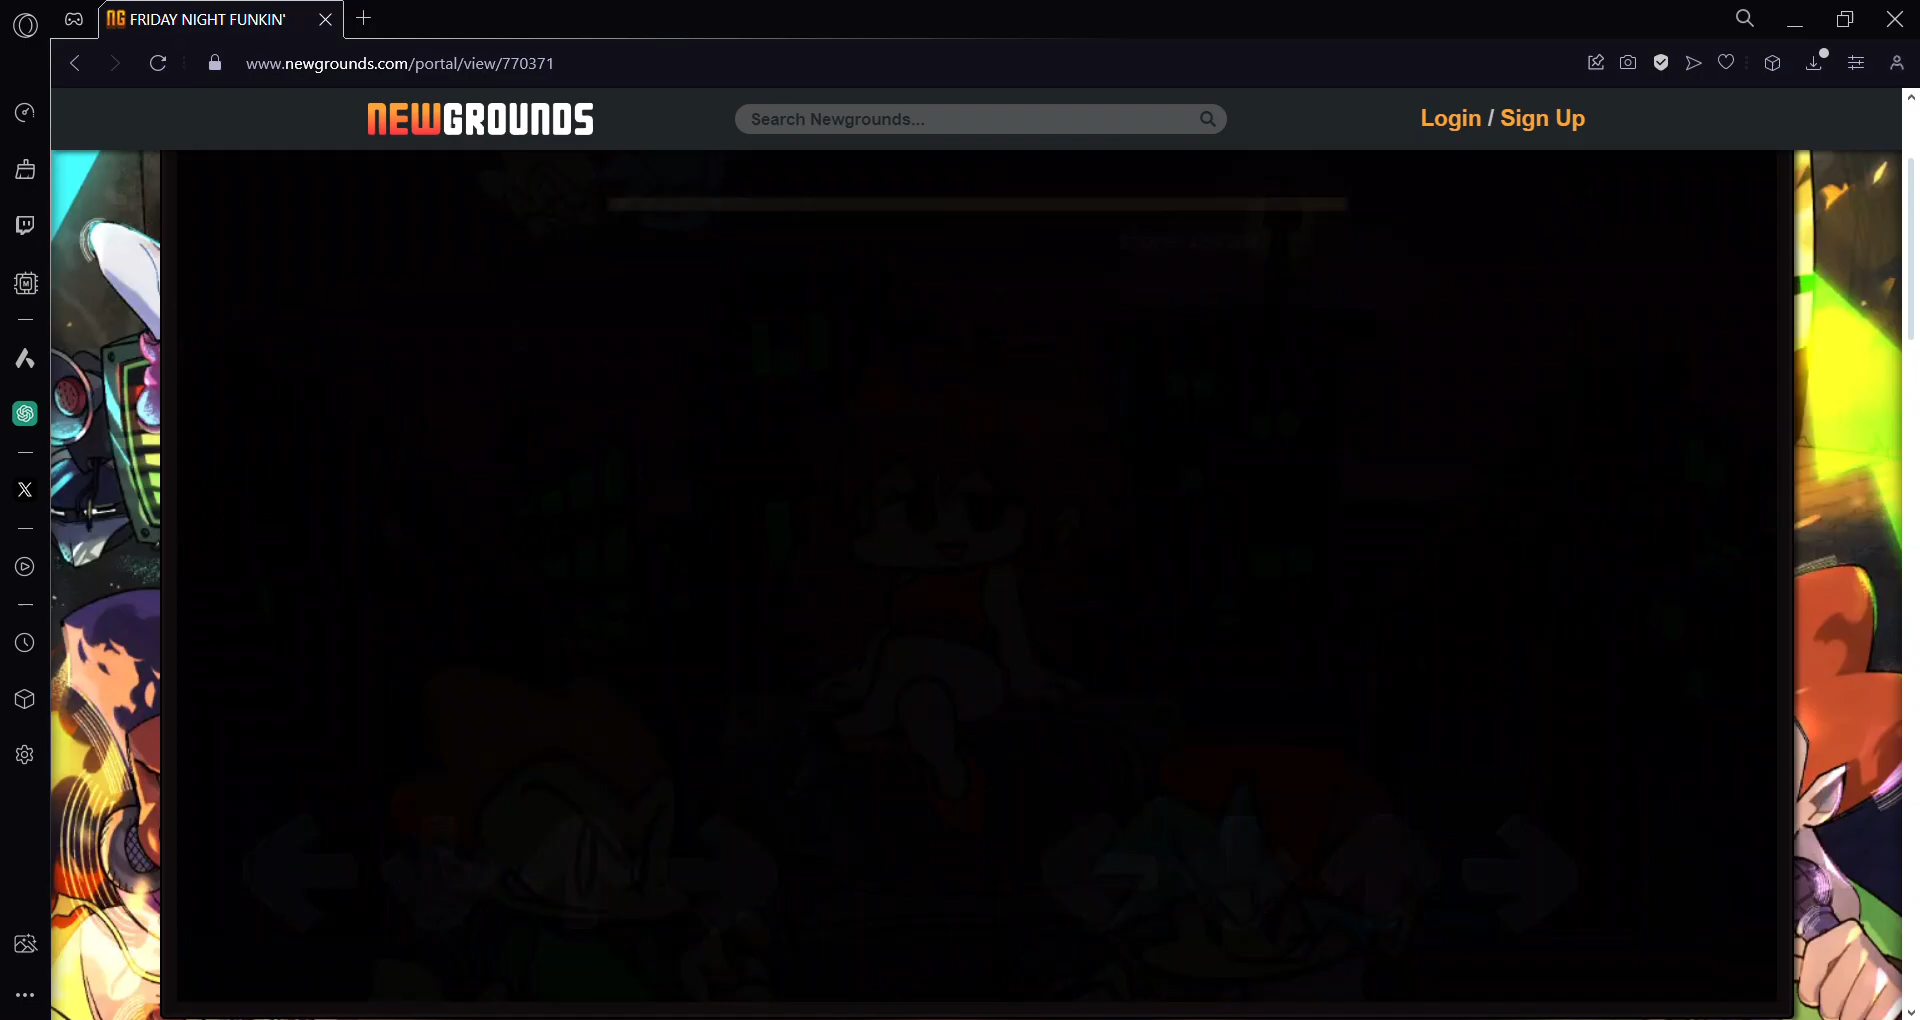 FRIDAY NIGHT FUNKIN'
www.newgrounds.com/portal/view/770371
NEWGROUNDS
Search Newgrounds...
Login / Sign Up